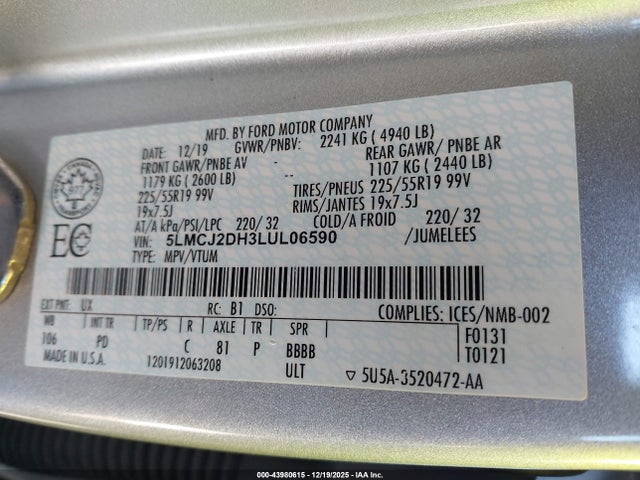 MFD. BY FORD MOTOR COMPANY
DATE: 12/19 GVWR/PNBV: 2241 KG ( 4940 LB)
FRONT GAWR/PNBE AV - REAR GAWR/ PNBE AR
1179 KG ( 2600 LB) - 1107 KG ( 2440 LB)
225/55R19 99V TIRES/PNEUS 225/55R19 99V
19x7.5J RIMS/JANTES 19x7.5J
AT/A kPa/PSI/LPC 220/ 32 COLD/A FROID 220/ 32
VIN: 5LMCJ2DH3LUL06590 /JUMELEES
TYPE: MPV/VTUM
EC
EXT PNT: UX RC: B1 DSO: COMPLIES: ICES/NMB-002
WB INT TR TP/PS R AXLE TR SPR F0131
106 PD C 81 P BBBB T0121
MADE IN U.S.A. 1201912063208 ULT ▽ 5U5A-3520472-AA
000-43980615 - 12/19/2025 - IAA Inc.